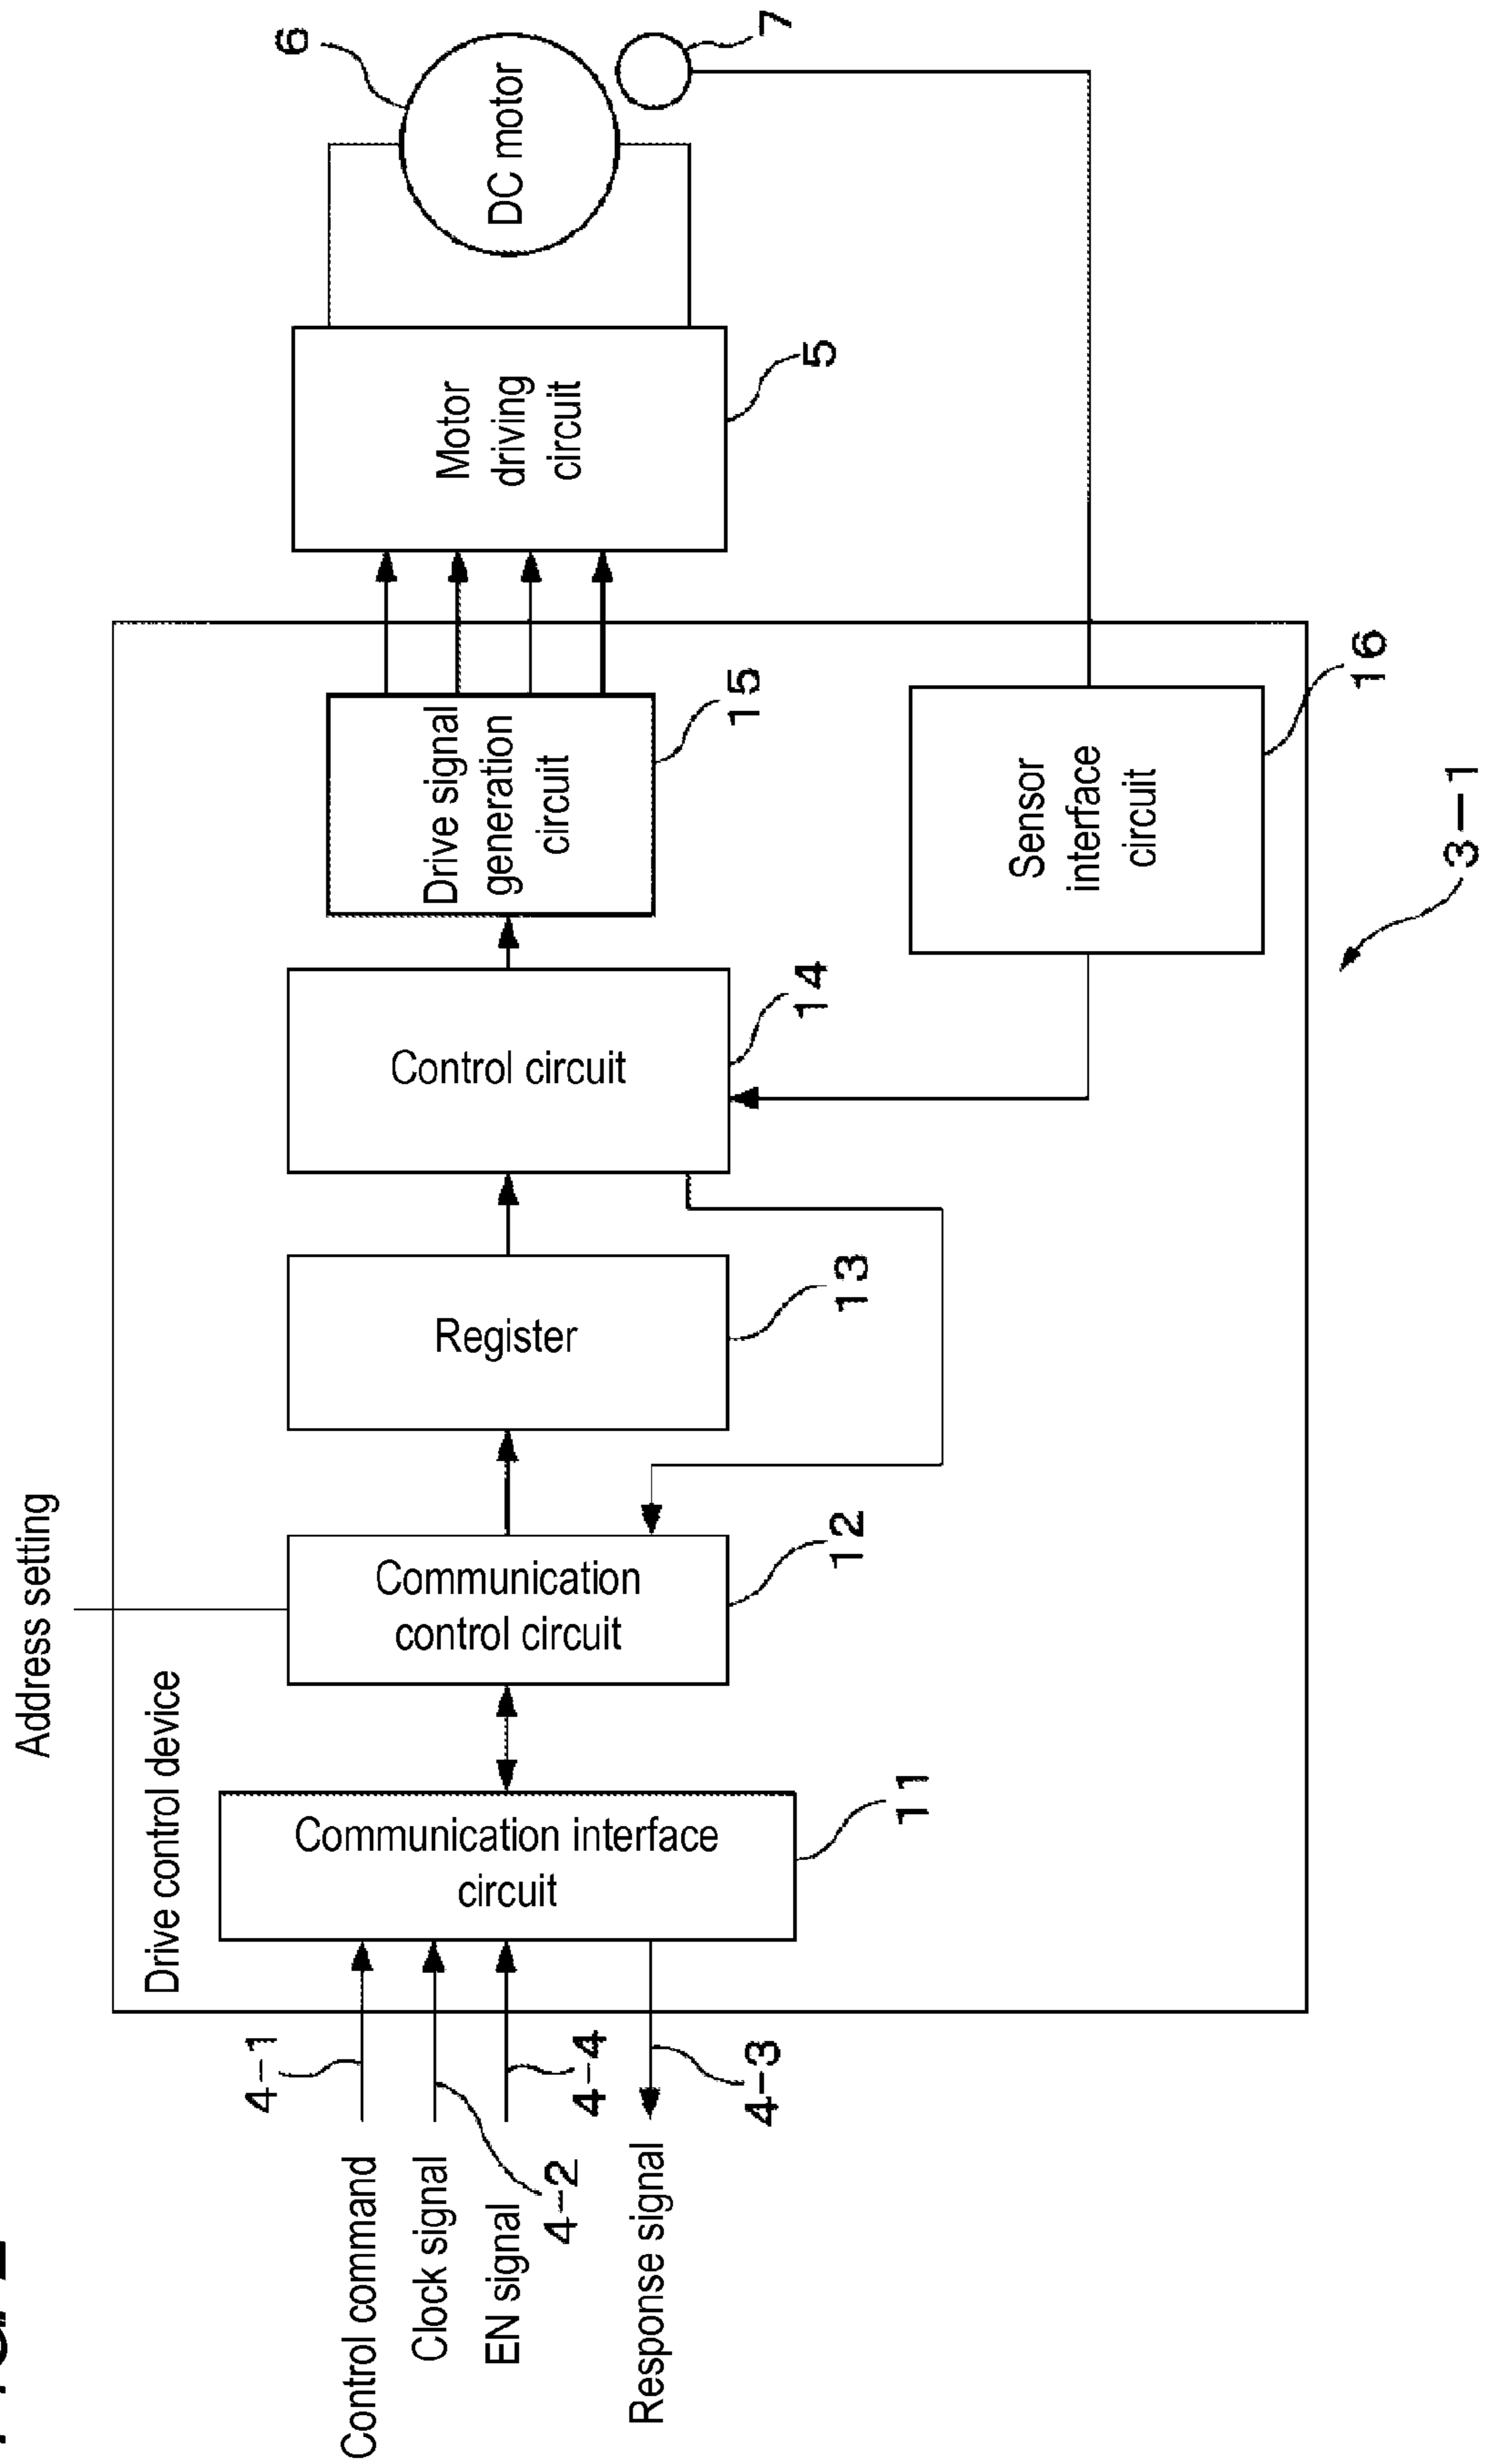 Address setting
Drive control device
Control command
Clock signal
EN signal
Response signal
4-1
4-2
4-4
4-3
Communication interface
circuit
11
Communication
control circuit
12
Register
13
Control circuit
14
Drive signal
generation
circuit
15
Motor
driving
circuit
5
DC motor
6
7
Sensor
interface
circuit
16
3-1